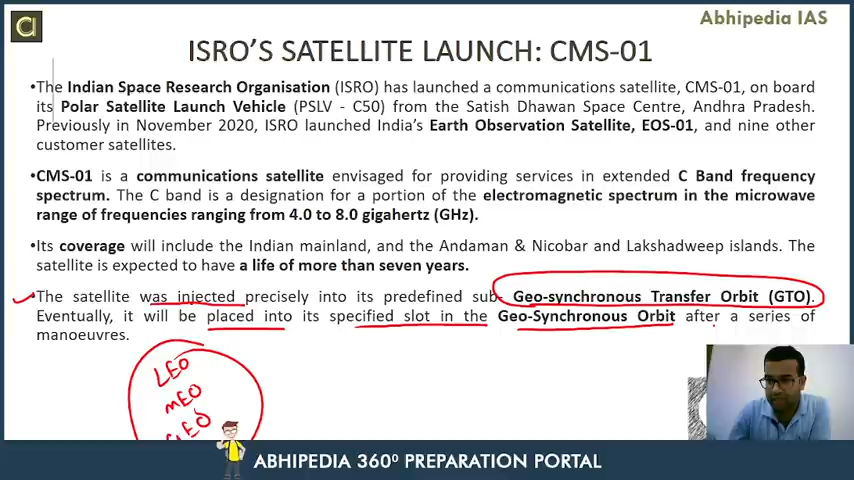 Abhipedia IAS
a
ISRO'S SATELLITE LAUNCH: CMS-01
•The Indian Space Research Organisation (ISRO) has launched a communications satellite, CMS-01, on board
its Polar Satellite Launch Vehicle (PSLV - C50) from the Satish Dhawan Space Centre, Andhra Pradesh.
Previously in November 2020, ISRO launched India's Earth Observation Satellite, EOS-01, and nine other
customer satellites.
•CMS-01 is a communications satellite envisaged for providing services in extended C Band frequency
spectrum. The C band is a designation for a portion of the electromagnetic spectrum in the microwave
range of frequencies ranging from 4.0 to 8.0 gigahertz (GHz).
•Its coverage will include the Indian mainland, and the Andaman & Nicobar and Lakshadweep islands. The
satellite is expected to have a life of more than seven years.
•The satellite was injected precisely into its predefined sub- Geo-synchronous Transfer Orbit (GTO).
Eventually, it will be placed into its specified slot in the Geo-Synchronous Orbit after a series of
manoeuvres.
LEO
MEO
GEO
ABHIPEDIA 360⁰ PREPARATION PORTAL